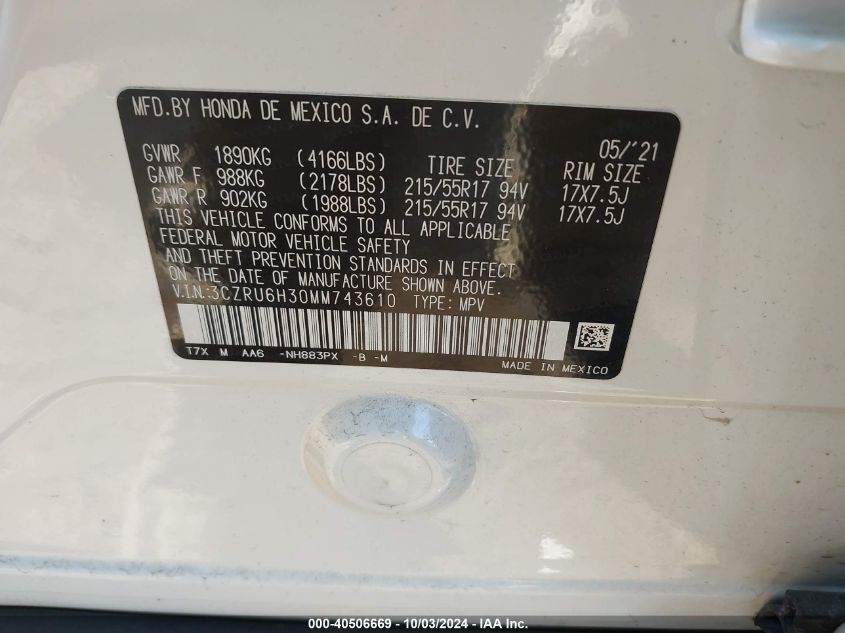 MFD.BY HONDA DE MEXICO S.A. DE C.V.
05/'21
GVWR 1890KG (4166LBS) TIRE SIZE RIM SIZE
GAWR F 988KG (2178LBS) 215/55R17 94V 17X7.5J
GAWR R 902KG (1988LBS) 215/55R17 94V 17X7.5J
THIS VEHICLE CONFORMS TO ALL APPLICABLE
FEDERAL MOTOR VEHICLE SAFETY
AND THEFT PREVENTION STANDARDS IN EFFECT
ON THE DATE OF MANUFACTURE SHOWN ABOVE.
V.I.N.:3CZRU6H30MM743610 TYPE: MPV
T7X M AA6 -NH883PX -B -M
MADE IN MEXICO
000-40506669 - 10/03/2024 - IAA Inc.